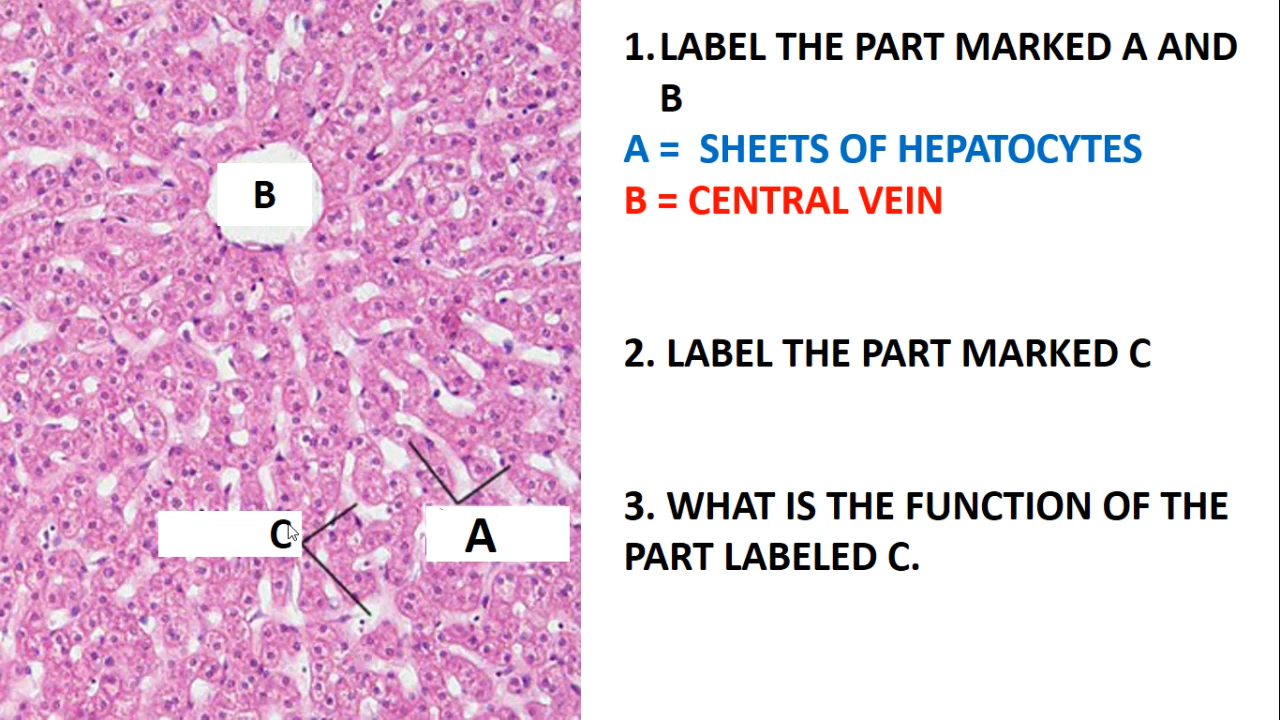 1. LABEL THE PART MARKED A AND
B
A = SHEETS OF HEPATOCYTES
B = CENTRAL VEIN
2. LABEL THE PART MARKED C
3. WHAT IS THE FUNCTION OF THE
PART LABELED C.
B
C
A